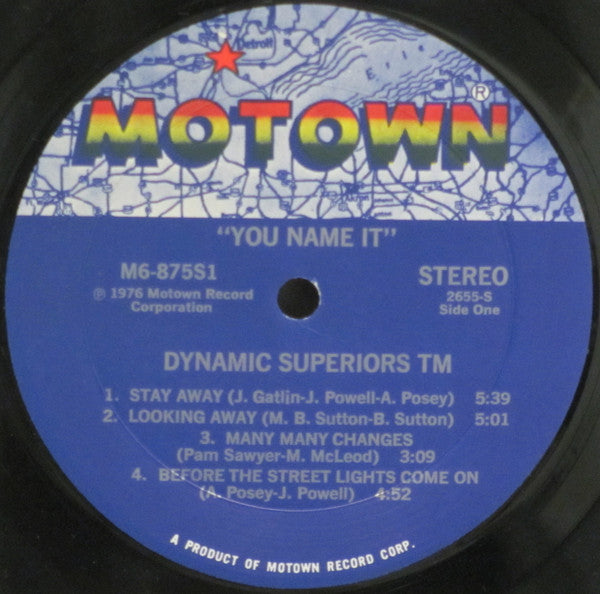 Detroit
Erie
MOTOWN®
"YOU NAME IT"
M6-875S1
STEREO
℗ 1976 Motown Record
Corporation
2655-S
Side One
DYNAMIC SUPERIORS TM
1. STAY AWAY (J. Gatlin-J. Powell-A. Posey) 5:39
2. LOOKING AWAY (M. B. Sutton-B. Sutton) 5:01
3. MANY MANY CHANGES
(Pam Sawyer-M. McLeod) 3:09
4. BEFORE THE STREET LIGHTS COME ON
(A. Posey-J. Powell) 4:52
A PRODUCT OF MOTOWN RECORD CORP.